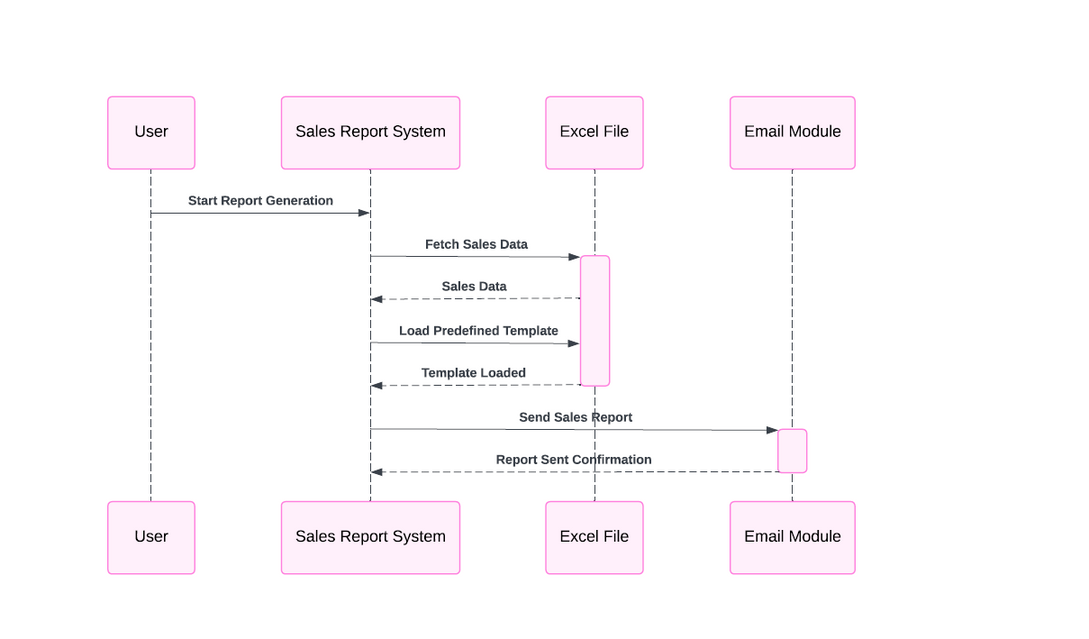 User
Sales Report System
Excel File
Email Module
Start Report Generation
Fetch Sales Data
Sales Data
Load Predefined Template
Template Loaded
Send Sales Report
Report Sent Confirmation
User
Sales Report System
Excel File
Email Module